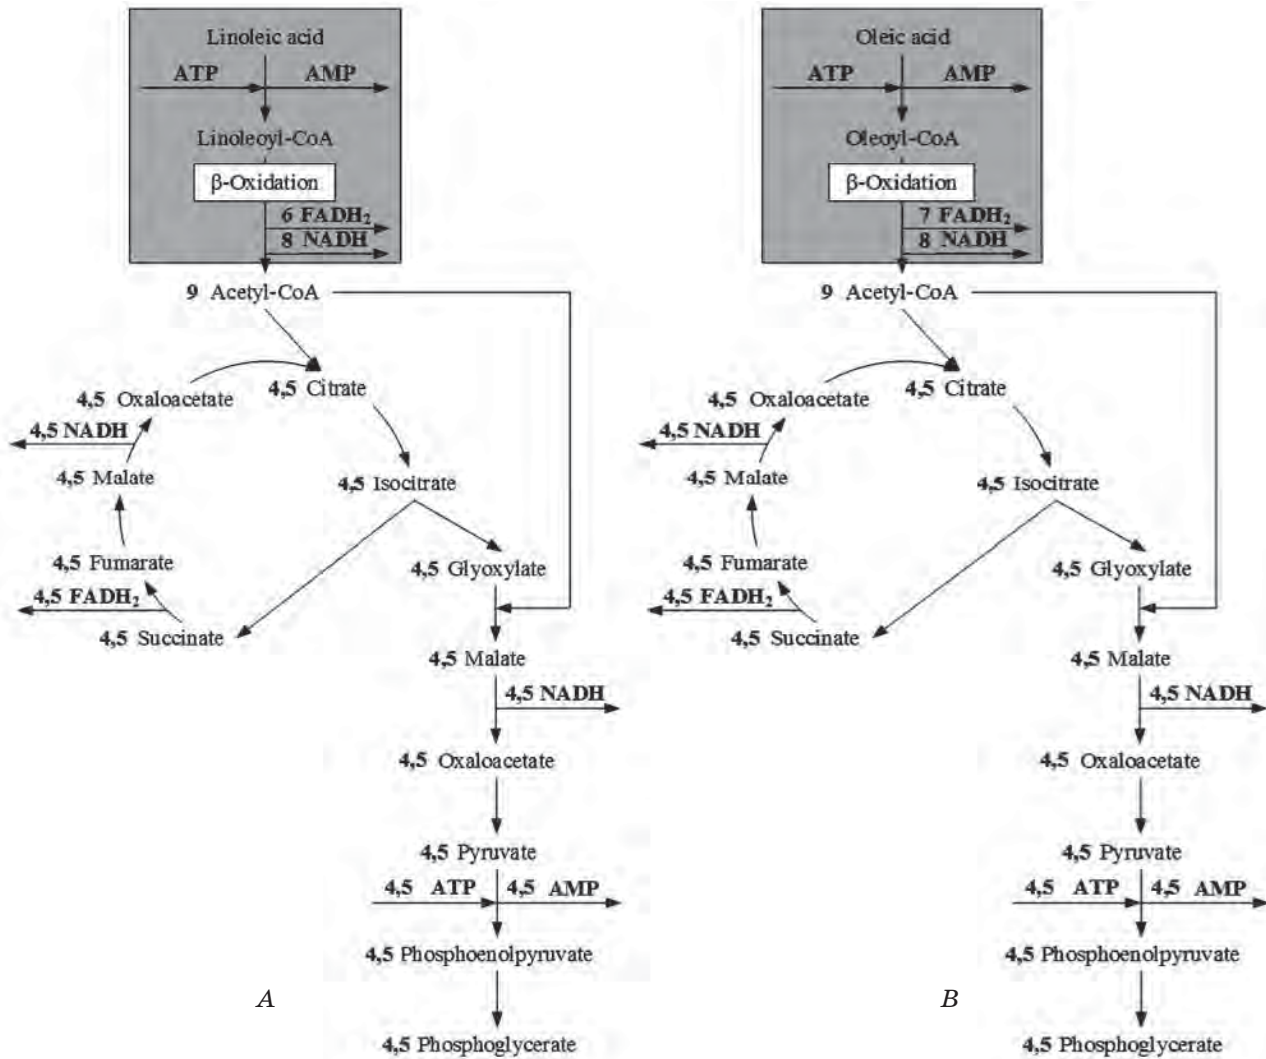 Linoleic acid
ATP AMP
Linoleoyl-CoA
β-Oxidation
6 FADH₂
8 NADH
9 Acetyl-CoA
4,5 Citrate
4,5 Oxaloacetate
4,5 NADH
4,5 Malate
4,5 Isocitrate
4,5 Fumarate
4,5 Glyoxylate
4,5 FADH₂
4,5 Succinate
4,5 Malate
4,5 NADH
4,5 Oxaloacetate
4,5 Pyruvate
4,5 ATP 4,5 AMP
4,5 Phosphoenolpyruvate
4,5 Phosphoglycerate
A
Oleic acid
ATP AMP
Oleoyl-CoA
β-Oxidation
7 FADH₂
8 NADH
9 Acetyl-CoA
4,5 Citrate
4,5 Oxaloacetate
4,5 NADH
4,5 Malate
4,5 Isocitrate
4,5 Fumarate
4,5 Glyoxylate
4,5 FADH₂
4,5 Succinate
4,5 Malate
4,5 NADH
4,5 Oxaloacetate
4,5 Pyruvate
4,5 ATP 4,5 AMP
4,5 Phosphoenolpyruvate
4,5 Phosphoglycerate
B